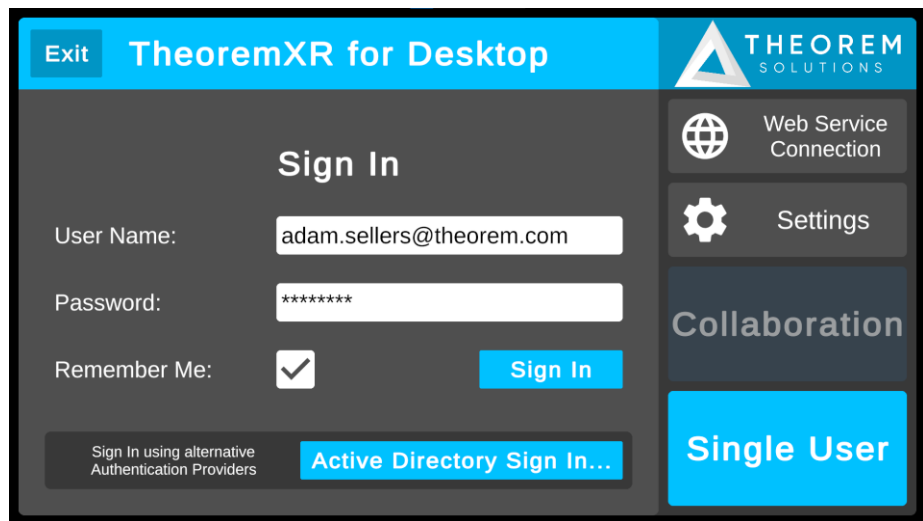 Exit
TheoremXR for Desktop
THEOREM
SOLUTIONS
Sign In
User Name:
adam.sellers@theorem.com
Password:
********
Remember Me:
Sign In
Sign In using alternative
Authentication Providers
Active Directory Sign In...
Web Service
Connection
Settings
Collaboration
Single User